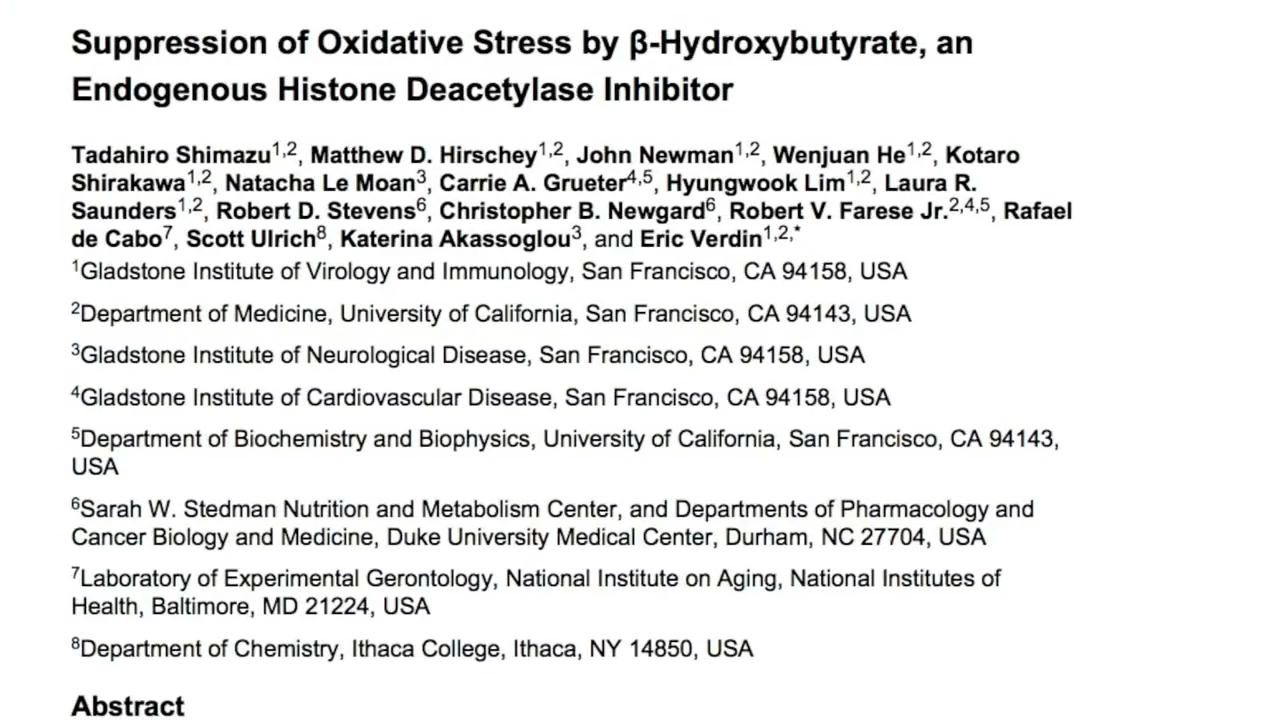 Suppression of Oxidative Stress by β-Hydroxybutyrate, an
Endogenous Histone Deacetylase Inhibitor
Tadahiro Shimazu1,2, Matthew D. Hirschey1,2, John Newman1,2, Wenjuan He1,2, Kotaro
Shirakawa1,2, Natacha Le Moan3, Carrie A. Grueter4,5, Hyungwook Lim1,2, Laura R.
Saunders1,2, Robert D. Stevens6, Christopher B. Newgard6, Robert V. Farese Jr.2,4,5, Rafael
de Cabo7, Scott Ulrich8, Katerina Akassoglou3, and Eric Verdin1,2,*
1Gladstone Institute of Virology and Immunology, San Francisco, CA 94158, USA
2Department of Medicine, University of California, San Francisco, CA 94143, USA
3Gladstone Institute of Neurological Disease, San Francisco, CA 94158, USA
4Gladstone Institute of Cardiovascular Disease, San Francisco, CA 94158, USA
5Department of Biochemistry and Biophysics, University of California, San Francisco, CA 94143,
USA
6Sarah W. Stedman Nutrition and Metabolism Center, and Departments of Pharmacology and
Cancer Biology and Medicine, Duke University Medical Center, Durham, NC 27704, USA
7Laboratory of Experimental Gerontology, National Institute on Aging, National Institutes of
Health, Baltimore, MD 21224, USA
8Department of Chemistry, Ithaca College, Ithaca, NY 14850, USA
Abstract